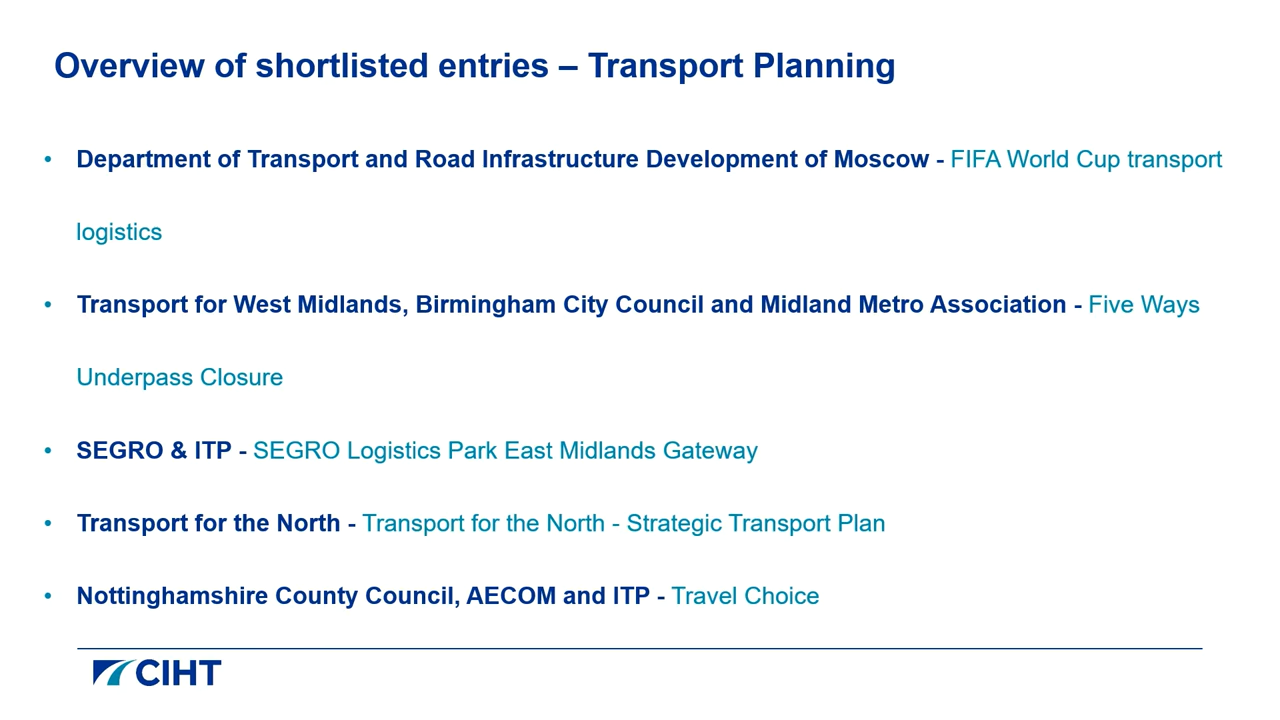 Overview of shortlisted entries – Transport Planning
• Department of Transport and Road Infrastructure Development of Moscow - FIFA World Cup transport
logistics
• Transport for West Midlands, Birmingham City Council and Midland Metro Association - Five Ways
Underpass Closure
• SEGRO & ITP - SEGRO Logistics Park East Midlands Gateway
• Transport for the North - Transport for the North - Strategic Transport Plan
• Nottinghamshire County Council, AECOM and ITP - Travel Choice
CIHT